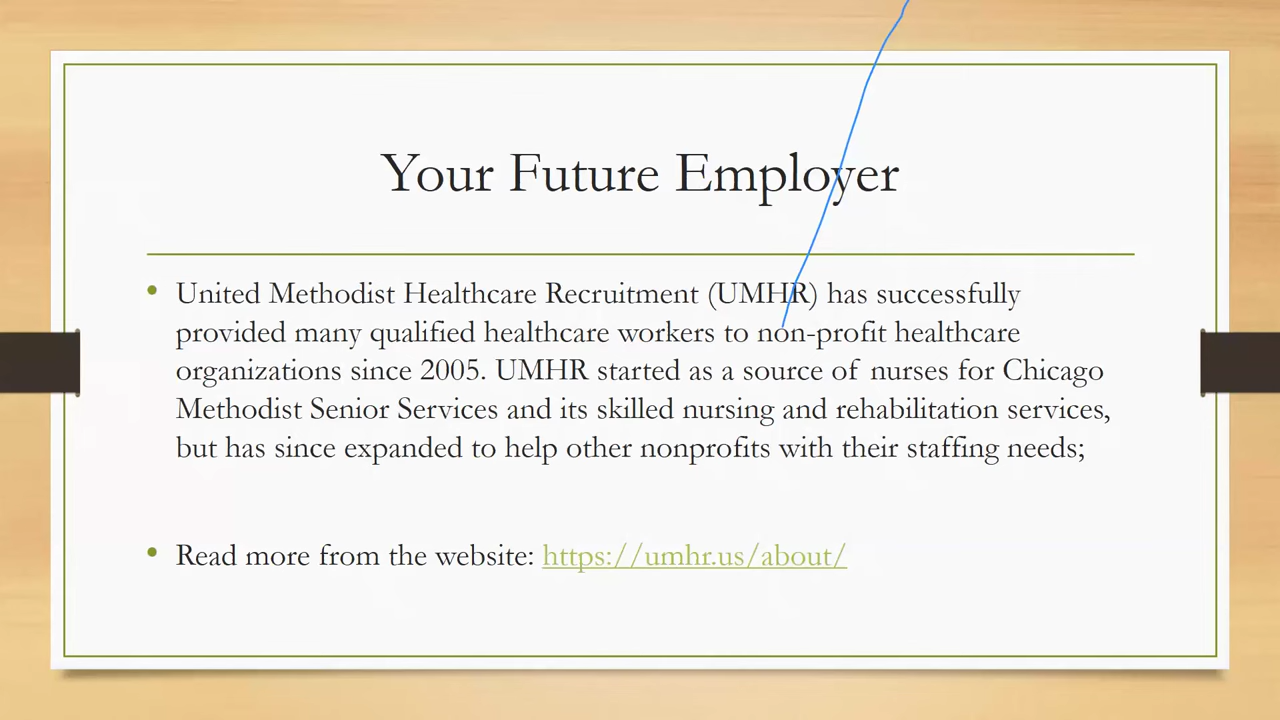 Your Future Employer
• United Methodist Healthcare Recruitment (UMHR) has successfully
provided many qualified healthcare workers to non-profit healthcare
organizations since 2005. UMHR started as a source of nurses for Chicago
Methodist Senior Services and its skilled nursing and rehabilitation services,
but has since expanded to help other nonprofits with their staffing needs;
• Read more from the website: https://umhr.us/about/